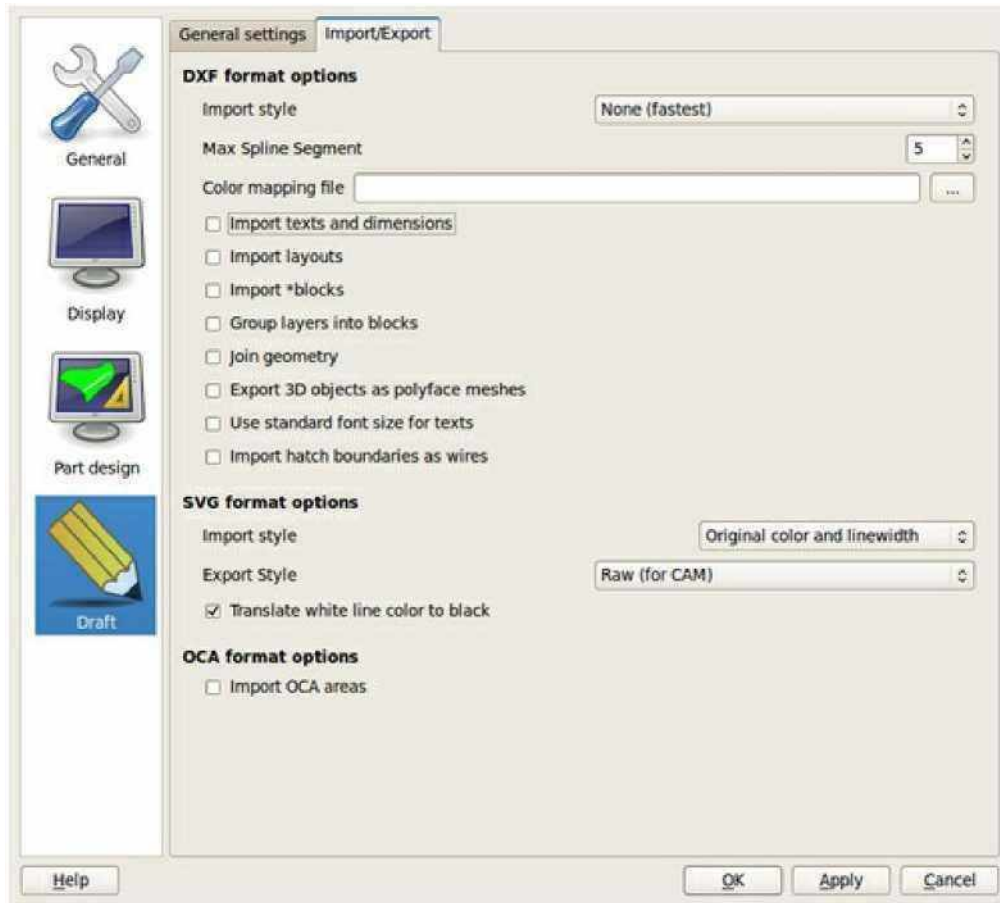 General settings
Import/Export
DXF format options
Import style
None (fastest)
Max Spline Segment
5
Color mapping file
...
Import texts and dimensions
Import layouts
Import *blocks
Group layers into blocks
Join geometry
Export 3D objects as polyface meshes
Use standard font size for texts
Import hatch boundaries as wires
SVG format options
Import style
Original color and linewidth
Export Style
Raw (for CAM)
Translate white line color to black
OCA format options
Import OCA areas
General
Display
Part design
Draft
Help
OK
Apply
Cancel